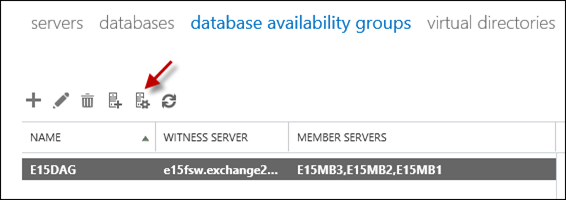 servers databases database availability groups virtual directories
NAME WITNESS SERVER MEMBER SERVERS
E15DAG e15fsw.exchange2... E15MB3,E15MB2,E15MB1